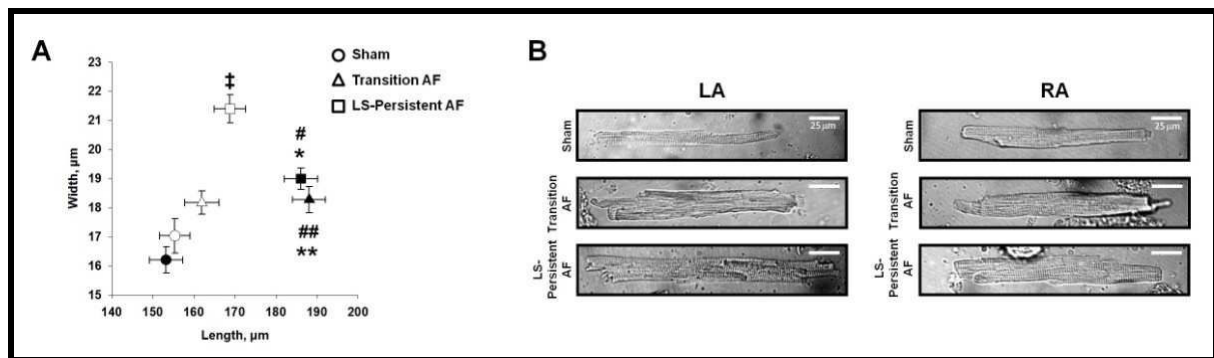 A
Sham
Transition AF
LS-Persistent AF
23
22
21
20
19
18
17
16
15
Width, µm
‡
#
*
##
**
140 150 160 170 180 190 200
Length, µm
B
LA
RA
Sham
25 µm
Sham
25 µm
Transition
AF
Transition
AF
LS-
Persistent
AF
LS-
Persistent
AF